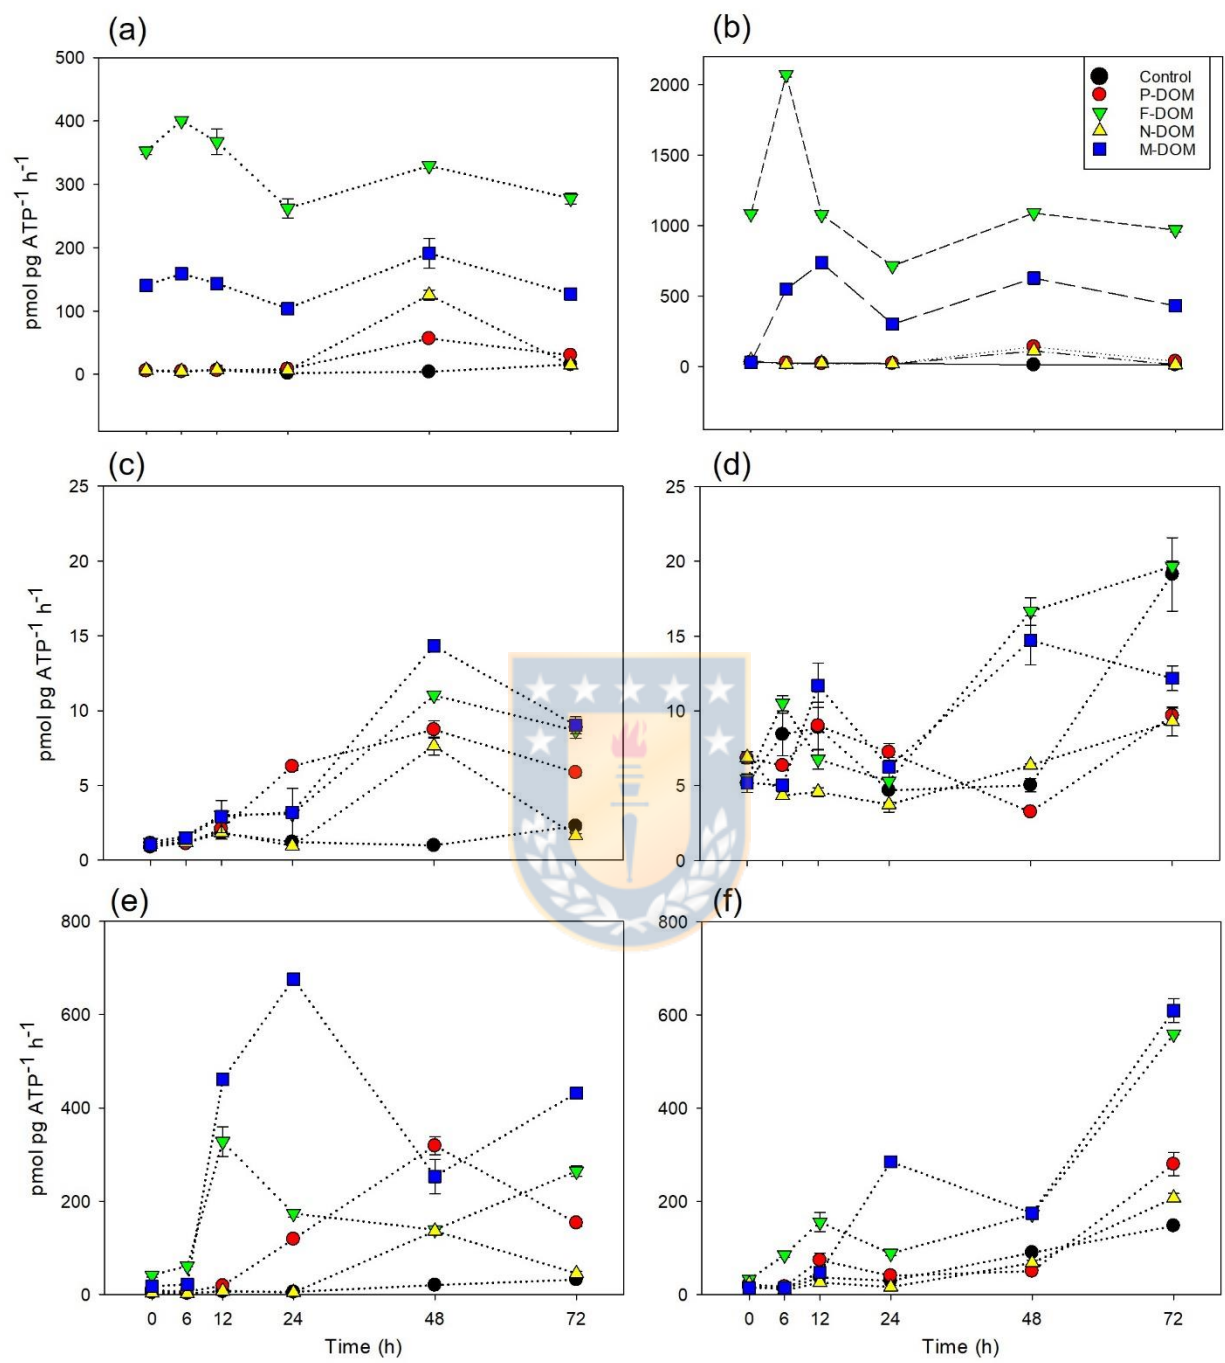 (a)
(b)
500
400
300
200
100
0
pmol pg ATP⁻¹ h⁻¹
2000
1500
1000
500
0
Control
P-DOM
F-DOM
N-DOM
M-DOM
(c)
(d)
25
20
15
10
5
0
pmol pg ATP⁻¹ h⁻¹
25
20
15
10
5
0
(e)
(f)
800
600
400
200
0
pmol pg ATP⁻¹ h⁻¹
0 6 12 24 48 72
Time (h)
800
600
400
200
0
0 6 12 24 48 72
Time (h)